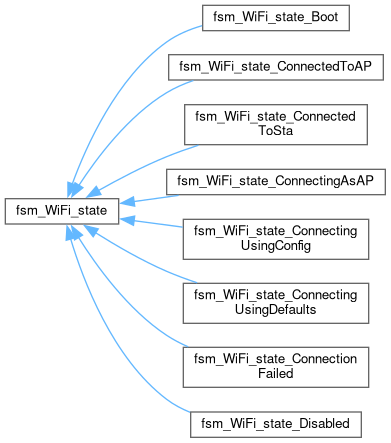 fsm_WiFi_state_Boot
fsm_WiFi_state_ConnectedToAP
fsm_WiFi_state_Connected
ToSta
fsm_WiFi_state_ConnectingAsAP
fsm_WiFi_state
fsm_WiFi_state_Connecting
UsingConfig
fsm_WiFi_state_Connecting
UsingDefaults
fsm_WiFi_state_Connection
Failed
fsm_WiFi_state_Disabled